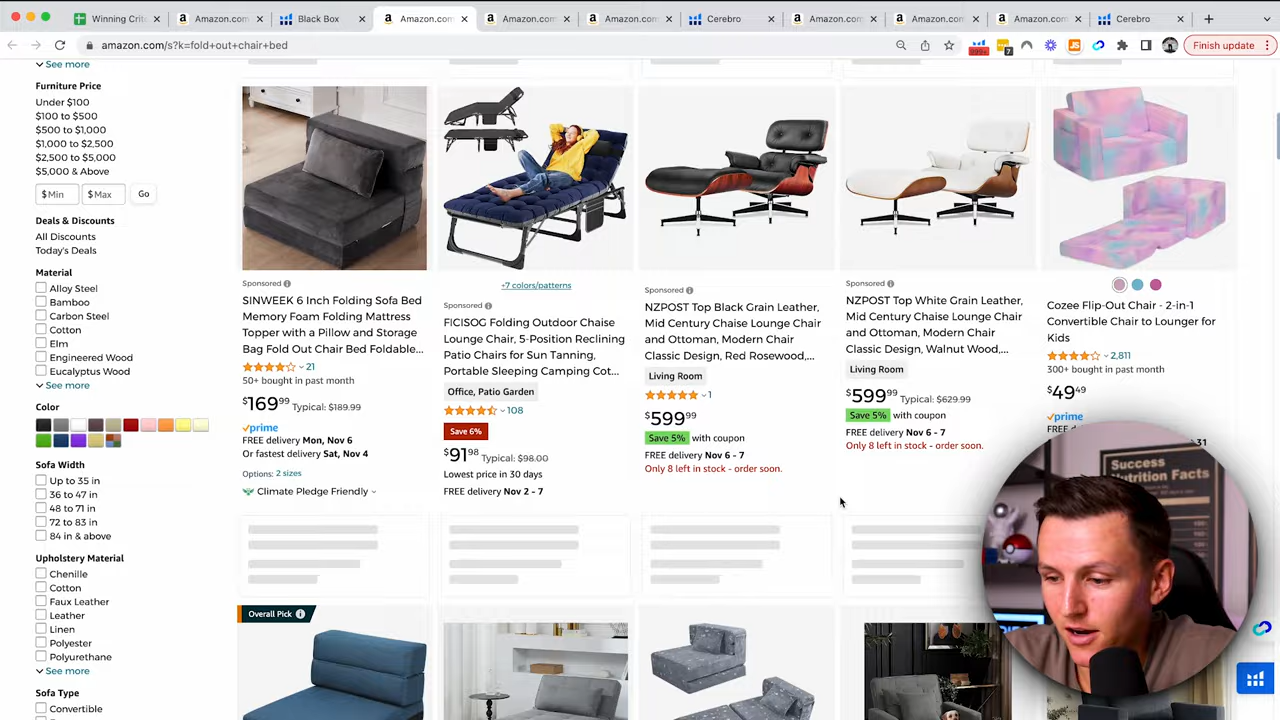 Winning Crite
Amazon.com
Black Box
Amazon.com
Amazon.com
Amazon.com
Cerebro
Amazon.com
Amazon.com
Amazon.com
Cerebro
amazon.com/s?k=fold+out+chair+bed
Finish update
See more
Furniture Price
Under $100
$100 to $500
$500 to $1,000
$1,000 to $2,500
$2,500 to $5,000
$5,000 & Above
$ Min
$ Max
Go
Deals & Discounts
All Discounts
Today's Deals
Material
Alloy Steel
Bamboo
Carbon Steel
Cotton
Elm
Engineered Wood
Eucalyptus Wood
See more
Color
Sofa Width
Up to 35 in
36 to 47 in
48 to 71 in
72 to 83 in
84 in & above
Upholstery Material
Chenille
Cotton
Faux Leather
Leather
Linen
Polyester
Polyurethane
See more
Sofa Type
Convertible
Sponsored
SINWEEK 6 Inch Folding Sofa Bed
Memory Foam Folding Mattress
Topper with a Pillow and Storage
Bag Fold Out Chair Bed Foldable...
21
50+ bought in past month
$169⁹⁹ Typical: $189.99
prime
FREE delivery Mon, Nov 6
Or fastest delivery Sat, Nov 4
Options: 2 sizes
Climate Pledge Friendly
Overall Pick
+7 colors/patterns
Sponsored
FICISOG Folding Outdoor Chaise
Lounge Chair, 5-Position Reclining
Patio Chairs for Sun Tanning,
Portable Sleeping Camping Cot...
Office, Patio Garden
108
Save 6%
$91⁹⁸ Typical: $98.00
Lowest price in 30 days
FREE delivery Nov 2 - 7
Sponsored
NZPOST Top Black Grain Leather,
Mid Century Chaise Lounge Chair
and Ottoman, Modern Chair
Classic Design, Red Rosewood,...
Living Room
1
$599⁹⁹
Save 5% with coupon
FREE delivery Nov 6 - 7
Only 8 left in stock - order soon.
Sponsored
NZPOST Top White Grain Leather,
Mid Century Chaise Lounge Chair
and Ottoman, Modern Chair
Classic Design, Walnut Wood,...
Living Room
$599⁹⁹ Typical: $629.99
Save 5% with coupon
FREE delivery Nov 6 - 7
Only 8 left in stock - order soon.
Sponsored
Cozee Flip-Out Chair - 2-in-1
Convertible Chair to Lounger for
Kids
2,811
300+ bought in past month
$49⁴⁹
prime
31
Success
Nutrition Facts